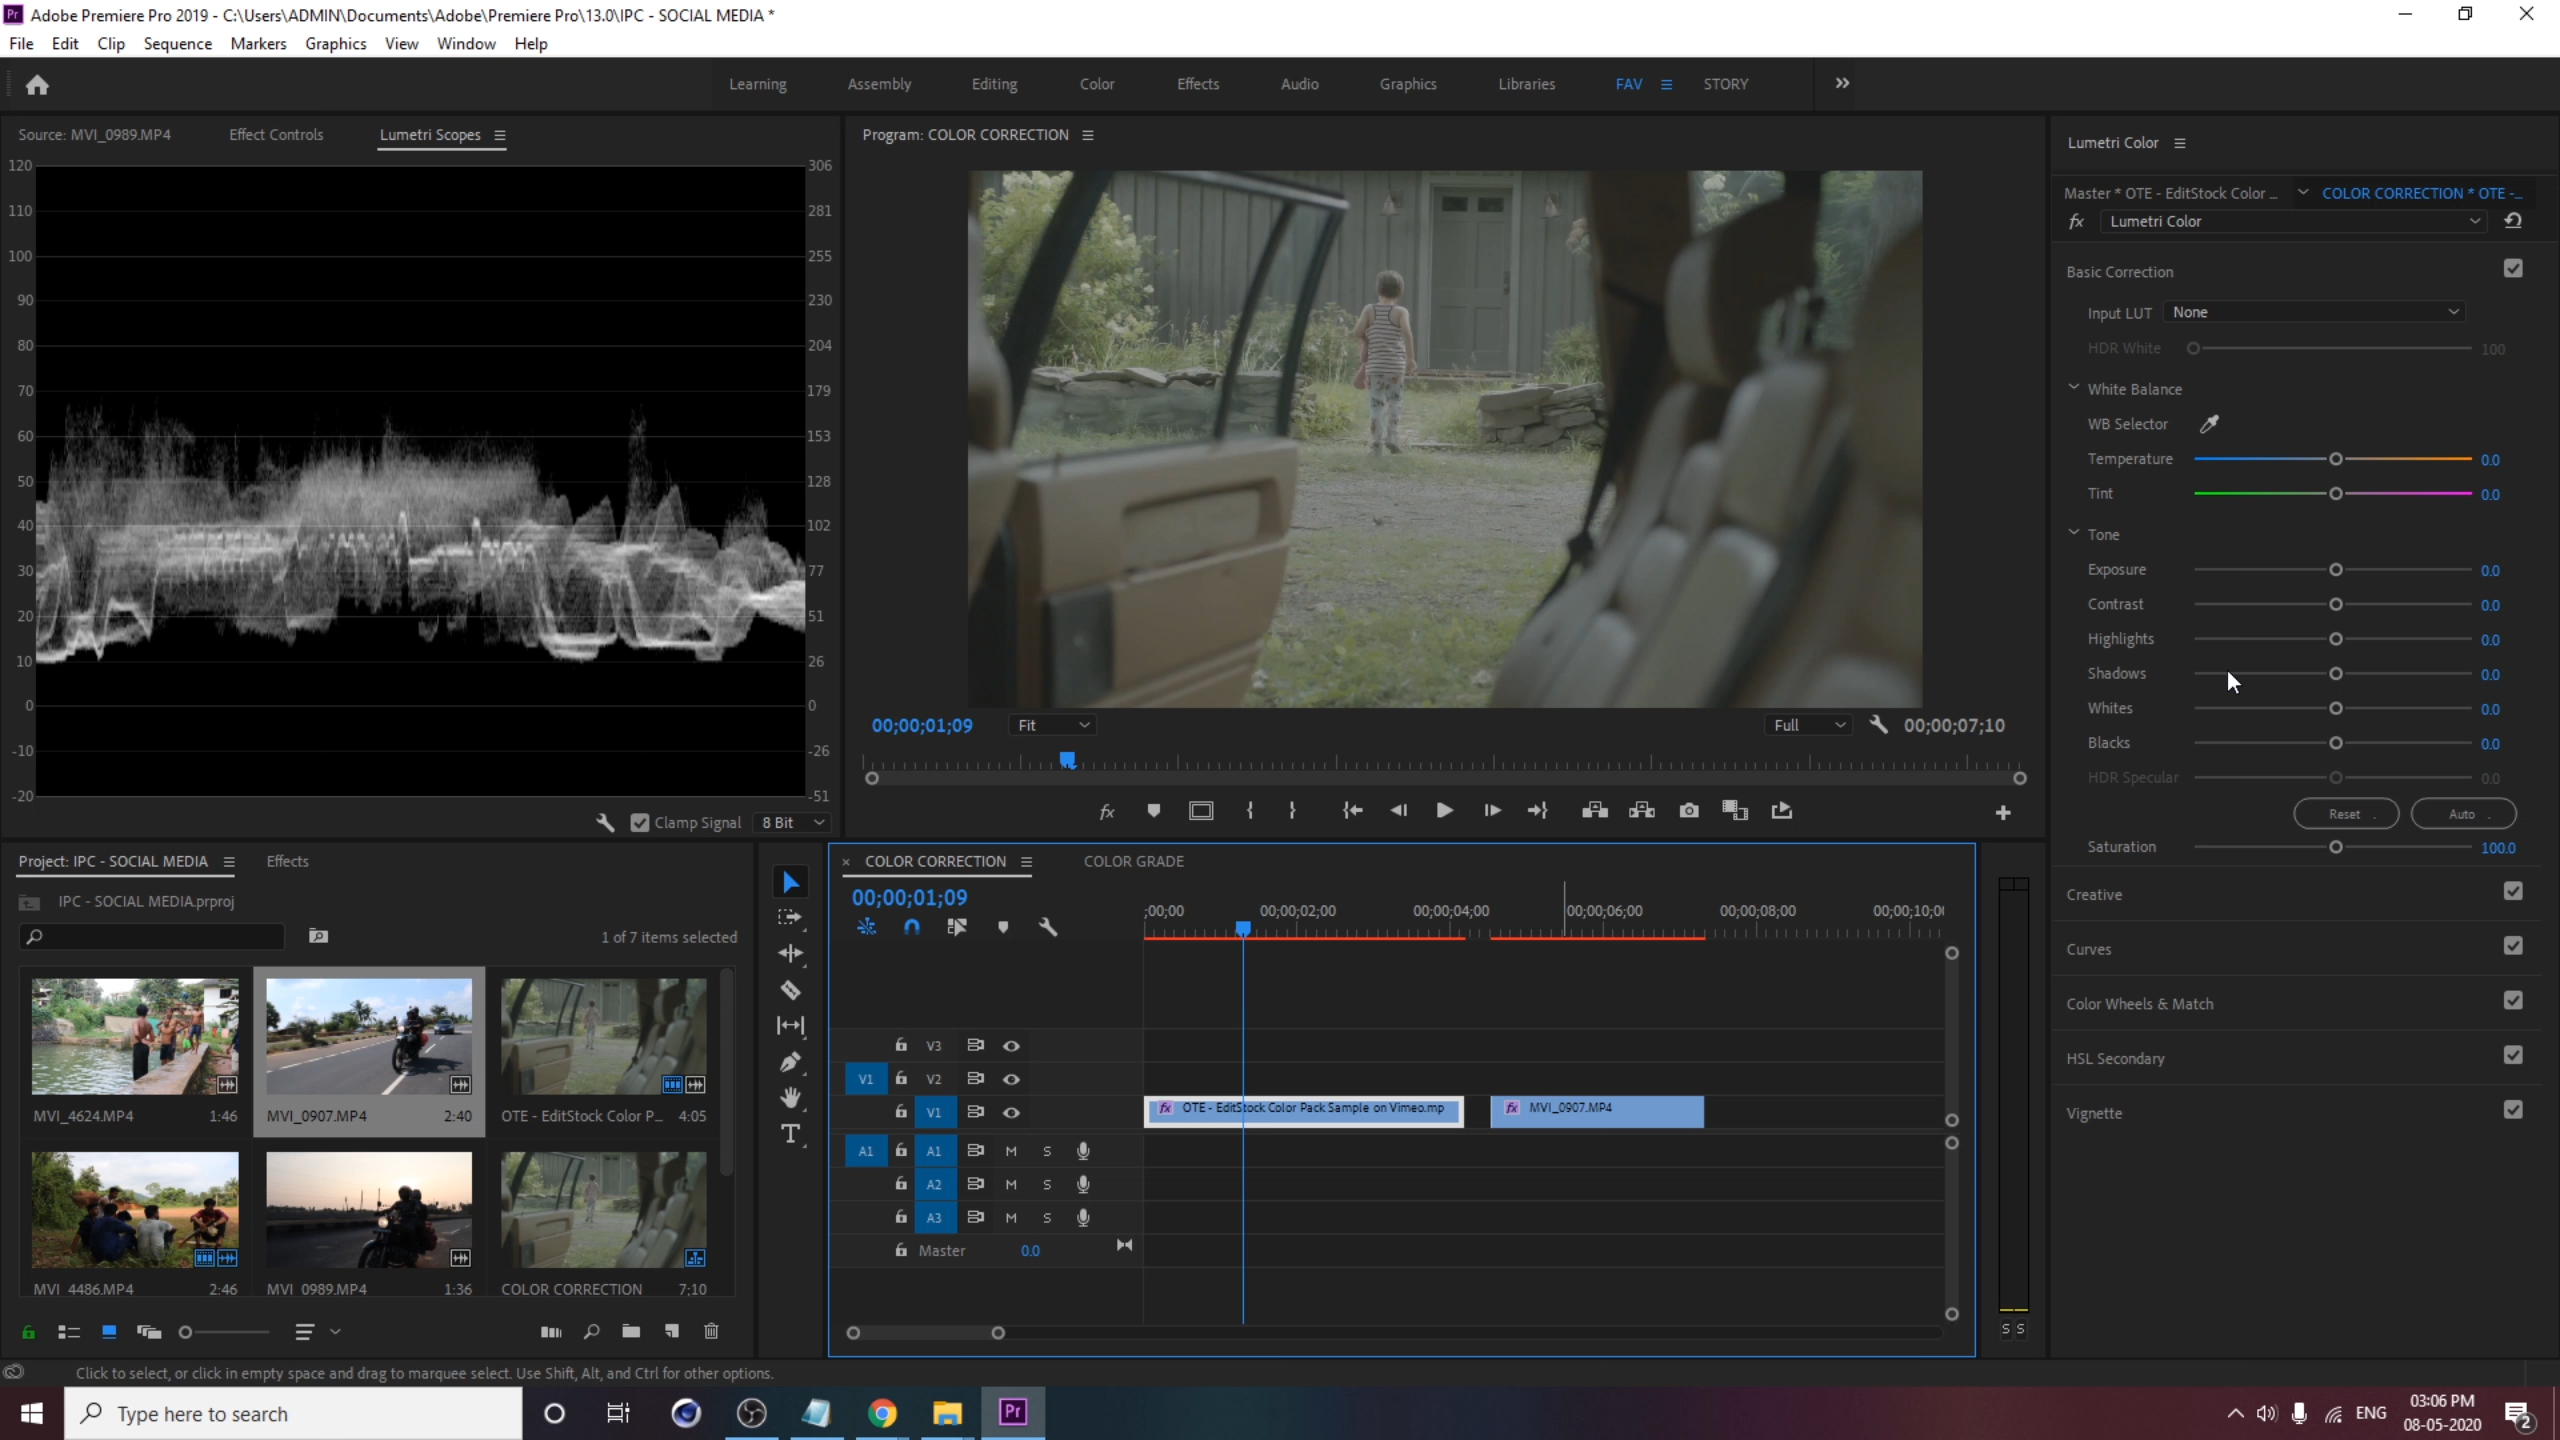 Adobe Premiere Pro 2019 - C:\Users\ADMIN\Documents\Adobe\Premiere Pro\13.0\IPC - SOCIAL MEDIA *
File Edit Clip Sequence Markers Graphics View Window Help
Learning Assembly Editing Color Effects Audio Graphics Libraries FAV STORY
Source: MVI_0989.MP4 Effect Controls Lumetri Scopes
Program: COLOR CORRECTION
Lumetri Color
120 306
110 281
100 255
90 230
80 204
70 179
60 153
50 128
40 102
30 77
20 51
10 26
0 0
-10 -26
-20 -51
Clamp Signal 8 Bit
00;00;01;09 Fit Full 00;00;07;10
Master * OTE - EditStock Color ... COLOR CORRECTION * OTE -...
fx Lumetri Color
Basic Correction
Input LUT None
HDR White 100
White Balance
WB Selector
Temperature 0.0
Tint 0.0
Tone
Exposure 0.0
Contrast 0.0
Highlights 0.0
Shadows 0.0
Whites 0.0
Blacks 0.0
HDR Specular 0.0
Reset Auto
Saturation 100.0
Creative
Curves
Color Wheels & Match
HSL Secondary
Vignette
Project: IPC - SOCIAL MEDIA Effects
IPC - SOCIAL MEDIA.prproj
1 of 7 items selected
MVI_4624.MP4 1:46 MVI_0907.MP4 2:40 OTE - EditStock Color P... 4:05
MVI_4486.MP4 2:46 MVI_0989.MP4 1:36 COLOR CORRECTION 7;10
COLOR CORRECTION COLOR GRADE
00;00;01;09
;00;00 00;00;02;00 00;00;04;00 00;00;06;00 00;00;08;00 00;00;10;00
V3
V1 V2
V1 fx OTE - EditStock Color Pack Sample on Vimeo.mp fx MVI_0907.MP4
A1 A1 M S
A2 M S
A3 M S
Master 0.0
S S
Click to select, or click in empty space and drag to marquee select. Use Shift, Alt, and Ctrl for other options.
Type here to search
Pr
ENG
03:06 PM
08-05-2020
2